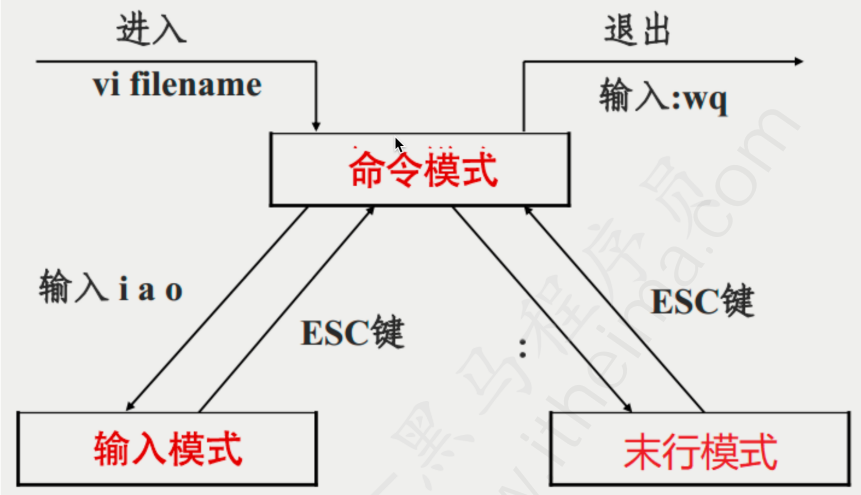 进入
vi filename
退出
输入:wq
命令模式
输入 i a o
ESC键
:
ESC键
输入模式
末行模式
黑马程序员
www.itheima.com